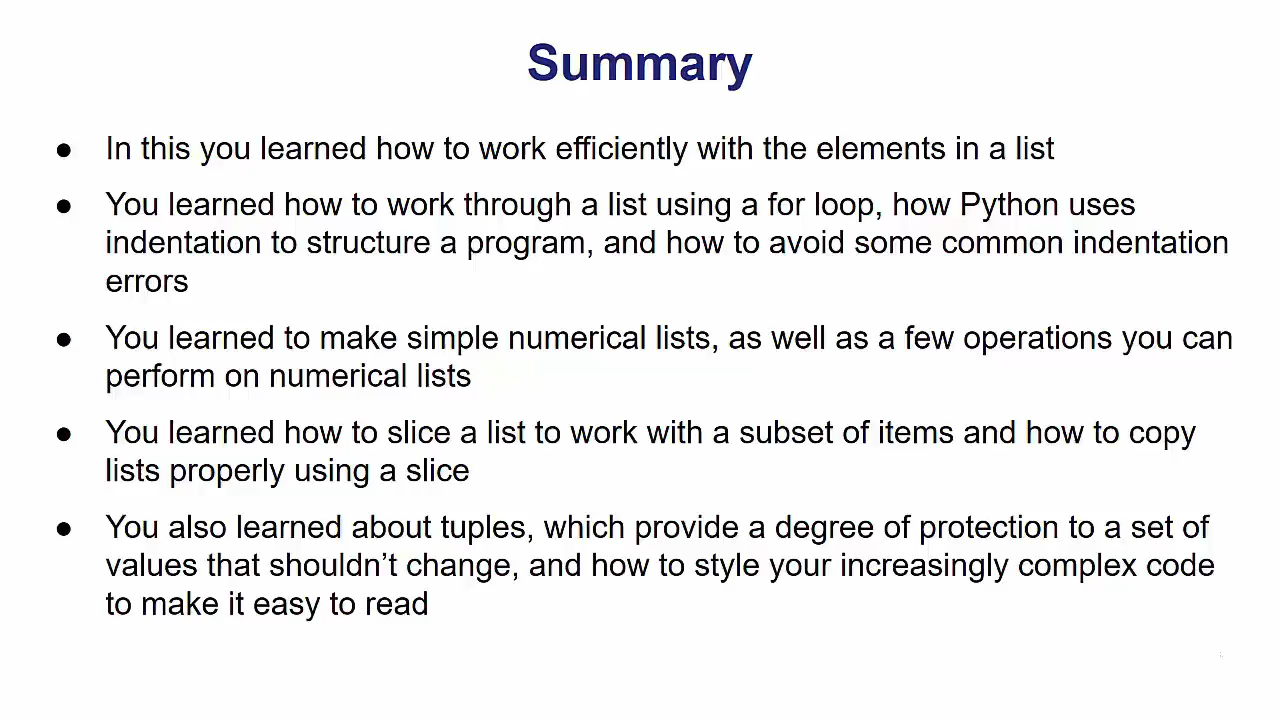 Summary
● In this you learned how to work efficiently with the elements in a list
● You learned how to work through a list using a for loop, how Python uses
indentation to structure a program, and how to avoid some common indentation
errors
● You learned to make simple numerical lists, as well as a few operations you can
perform on numerical lists
● You learned how to slice a list to work with a subset of items and how to copy
lists properly using a slice
● You also learned about tuples, which provide a degree of protection to a set of
values that shouldn’t change, and how to style your increasingly complex code
to make it easy to read